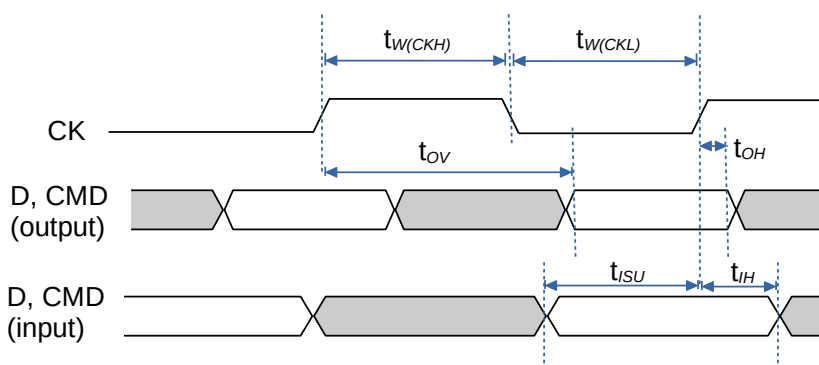 tW(CKH) tW(CKL)
CK
tOV tOH
D, CMD
(output)
tISU tIH
D, CMD
(input)